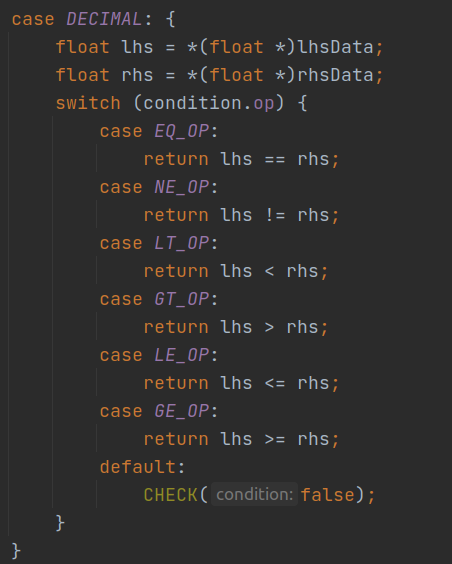 case DECIMAL: {
    float lhs = *(float *)lhsData;
    float rhs = *(float *)rhsData;
    switch (condition.op) {
        case EQ_OP:
            return lhs == rhs;
        case NE_OP:
            return lhs != rhs;
        case LT_OP:
            return lhs < rhs;
        case GT_OP:
            return lhs > rhs;
        case LE_OP:
            return lhs <= rhs;
        case GE_OP:
            return lhs >= rhs;
        default:
            CHECK( condition: false);
    }
}